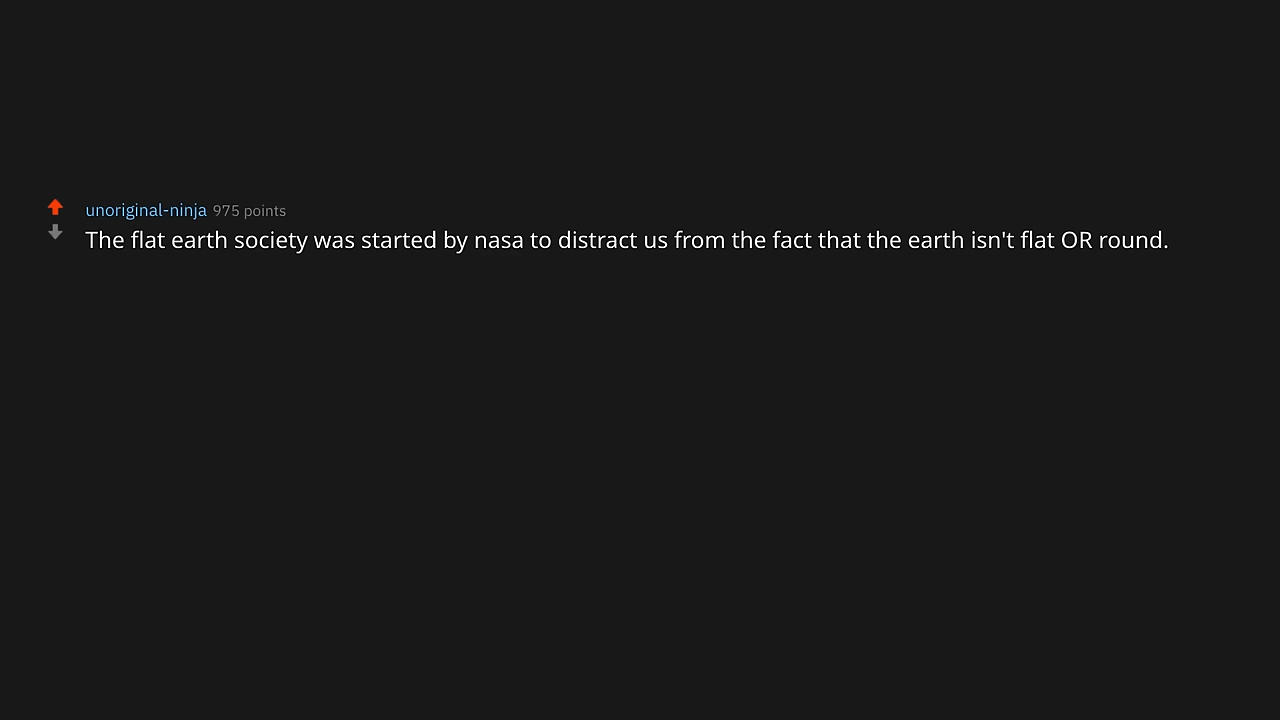 unoriginal-ninja 975 points
The flat earth society was started by nasa to distract us from the fact that the earth isn't flat OR round.